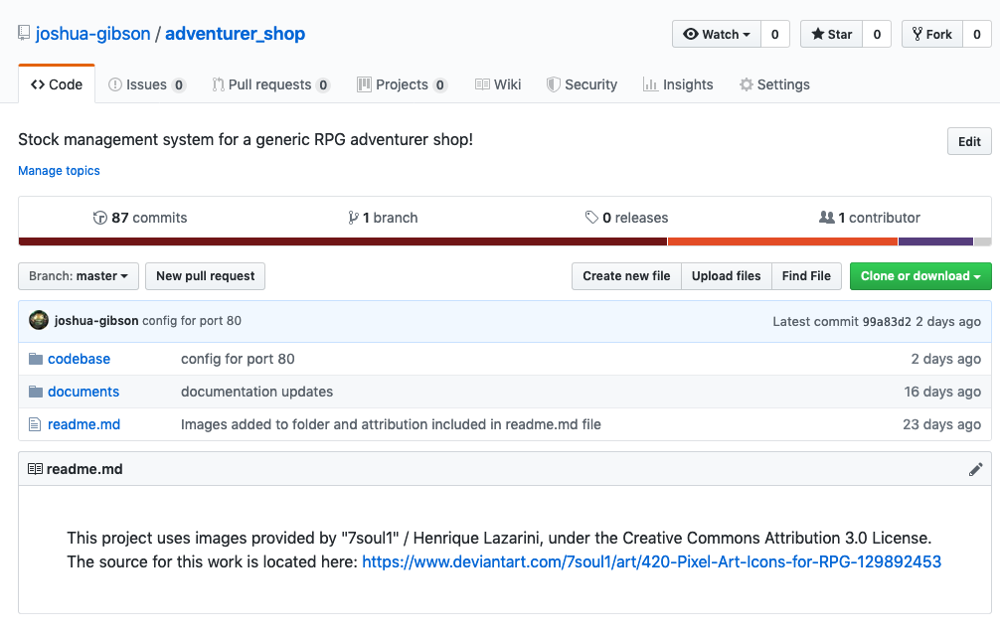 joshua-gibson / adventurer_shop
Watch 0 Star 0 Fork 0
Code Issues 0 Pull requests 0 Projects 0 Wiki Security Insights Settings
Stock management system for a generic RPG adventurer shop!
Edit
Manage topics
87 commits 1 branch 0 releases 1 contributor
Branch: master New pull request Create new file Upload files Find File Clone or download
joshua-gibson config for port 80 Latest commit 99a83d2 2 days ago
codebase config for port 80 2 days ago
documents documentation updates 16 days ago
readme.md Images added to folder and attribution included in readme.md file 23 days ago
readme.md
This project uses images provided by "7soul1" / Henrique Lazarini, under the Creative Commons Attribution 3.0 License.
The source for this work is located here: https://www.deviantart.com/7soul1/art/420-Pixel-Art-Icons-for-RPG-129892453